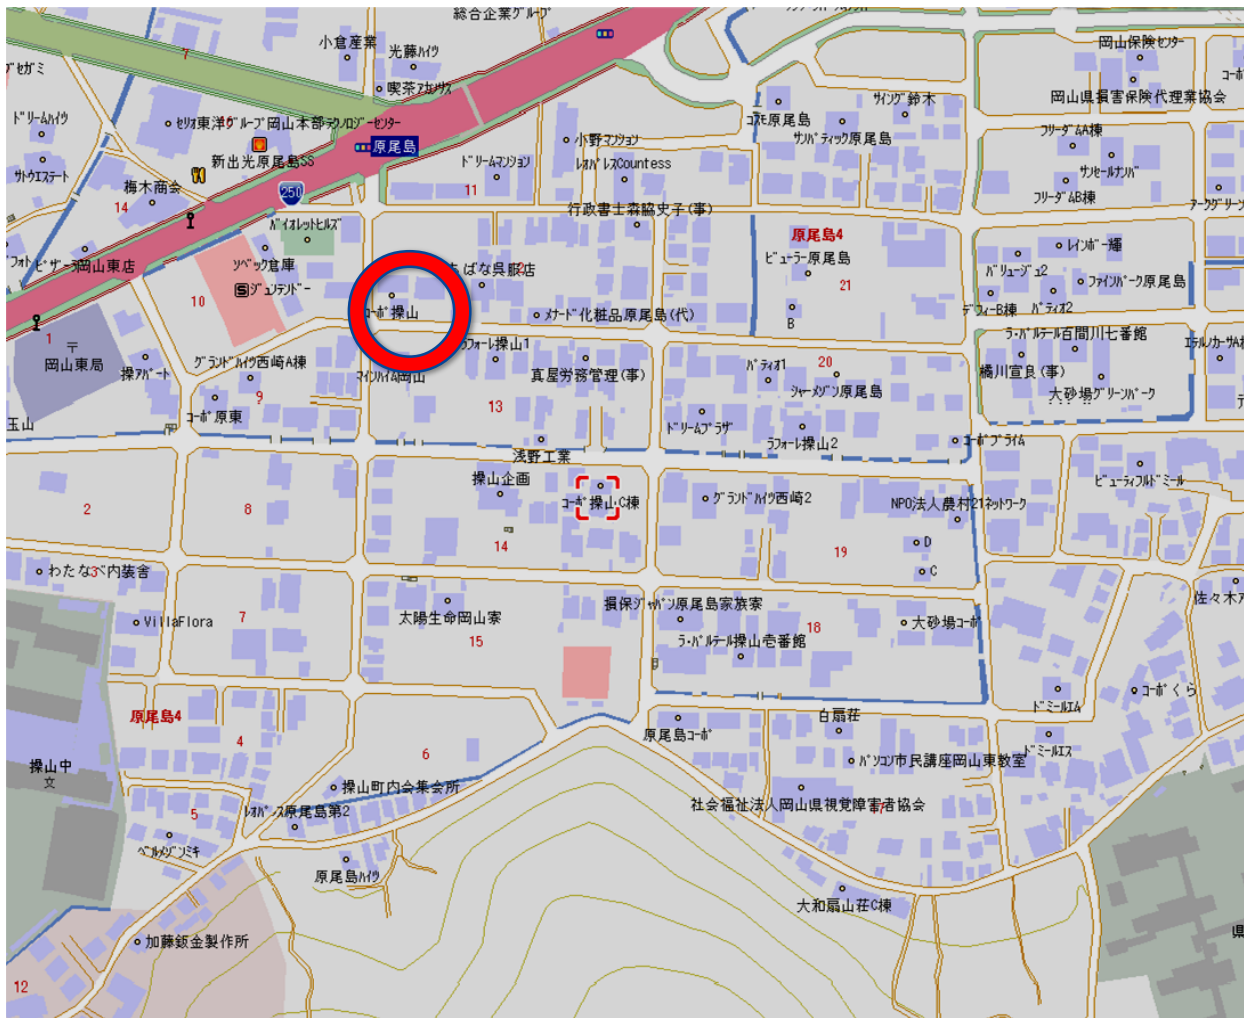 総合企業グループ
小倉産業
光藤ハイツ
岡山保険センター
喫茶アカンサス
岡山県損害保険代理業協会
サイング鈴木
コスモ原尾島
サンパティック原尾島
フリーダムA棟
ドリームハイツ
セリオ東洋グループ岡山本部テクノロジーセンター
原尾島
小野マンション
サンセールナンバ
サトウエステート
新出光原尾島SS
ドリームマンション
レオパレスCountess
フリーダムB棟
梅木商会
14
250
11
行政書士森脇史子(事)
バイオレットヒルズ
原尾島4
レインボー輝
ピザーラ岡山東店
ソベック倉庫
ばな呉服店
ビューラー原尾島
バリュージュ2
ファインパーク原尾島
10
S
ジュンテンドー
コーポ操山
21
デフィーB棟
パティオ2
メナード化粧品原尾島(代)
B
ラ・パルテール百間川七番館
1
〒
岡山東局
操アパート
グランドハイツ西崎A棟
マインハイム岡山
ラフォーレ操山1
真屋労務管理(事)
パティオ1
20
シャーメゾン原尾島
橘川宣良(事)
大砂場グリーンパーク
9
コーポ原東
13
玉山
ドリームプラザ
ラフォーレ操山2
コーポプライム
浅野工業
操山企画
コーポ操山C棟
グランドハイツ西崎2
NPO法人農村21ネットワーク
ビューティフルドミール
2
8
14
19
D
C
わたなべ内装舎
3
佐々木ア
VillaFlora
7
太陽生命岡山寮
15
損保ジャパン原尾島家族寮
18
大砂場コーポ
ラ・パルテール操山壱番館
原尾島4
4
6
原尾島コーポ
白扇荘
ドミールエム
コーポくら
ドミールエス
パソコン市民講座岡山東教室
操山中
文
操山町内会集会所
社会福祉法人岡山県視覚障害者協会
5
レオパレス原尾島第2
ベルメゾンミキ
原尾島ハイツ
大和扇山荘C棟
加藤鈑金製作所
12
県